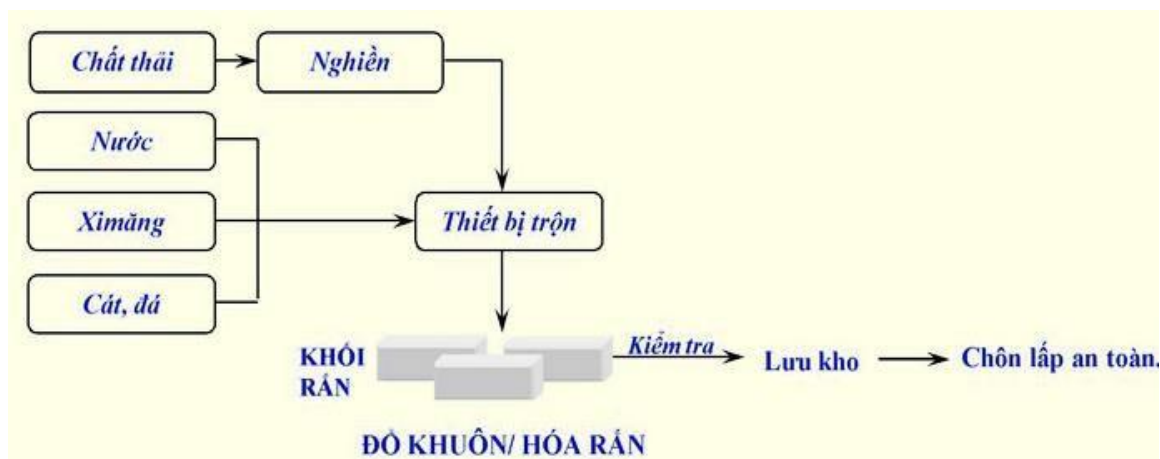 Chất thải
Nghiền
Nước
Ximăng
Thiết bị trộn
Cát, đá
KHỐI
RẮN
Kiểm tra
Lưu kho
Chôn lấp an toàn.
ĐỔ KHUÔN/ HÓA RẮN